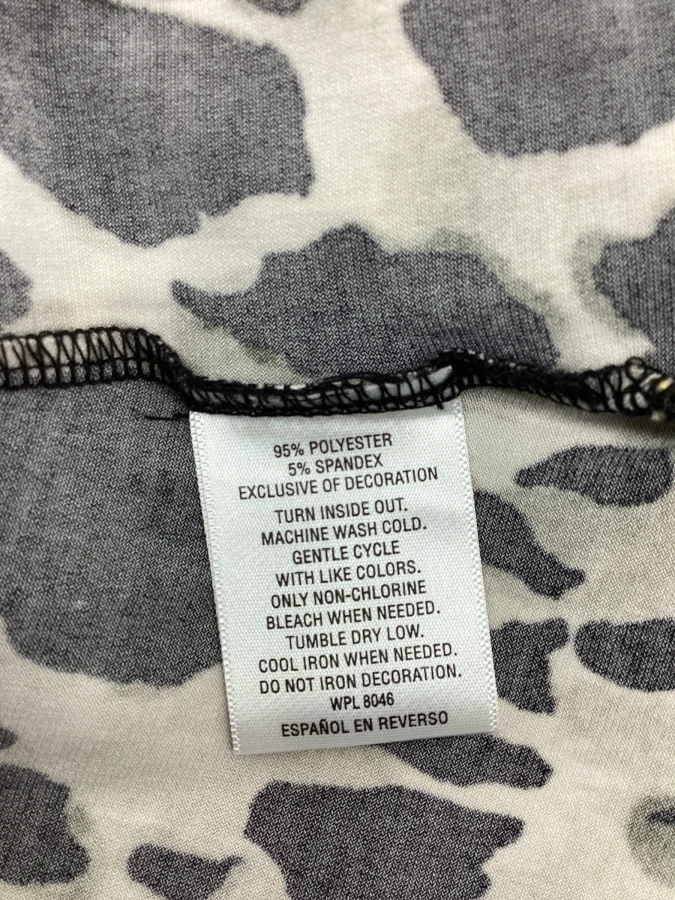 95% POLYESTER
5% SPANDEX
EXCLUSIVE OF DECORATION
TURN INSIDE OUT.
MACHINE WASH COLD.
GENTLE CYCLE
WITH LIKE COLORS.
ONLY NON-CHLORINE
BLEACH WHEN NEEDED.
TUMBLE DRY LOW.
COOL IRON WHEN NEEDED.
DO NOT IRON DECORATION.
WPL 8046
ESPAÑOL EN REVERSO